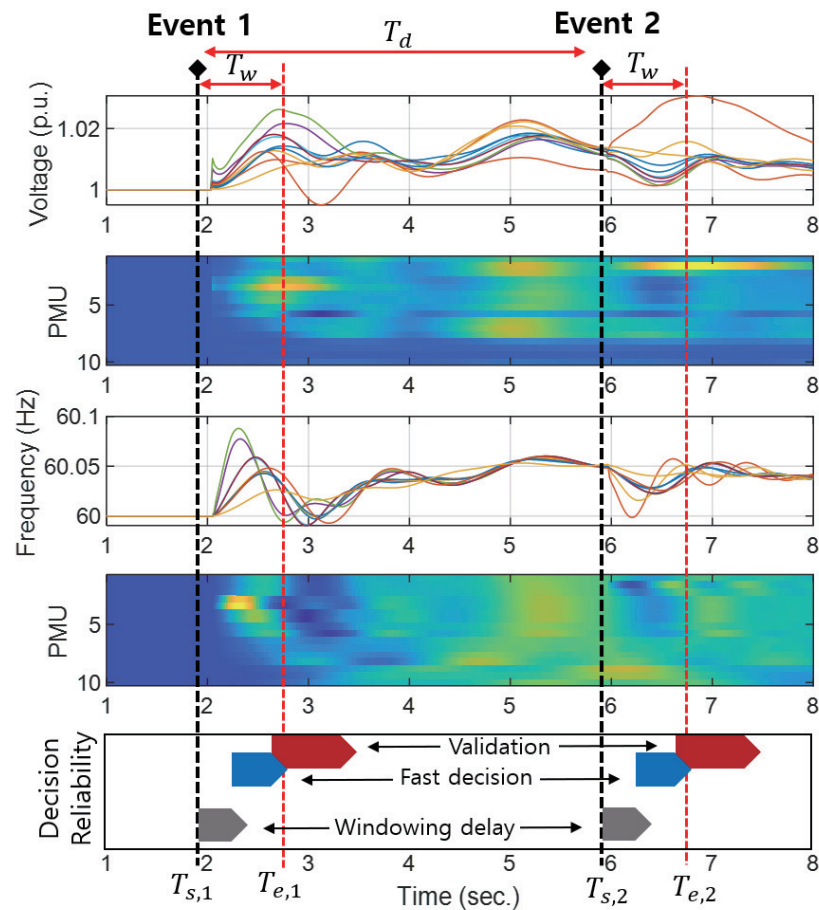 Event 1
Event 2
T_d
T_w
T_w
Voltage (p.u.)
1.02
1
1 2 3 4 5 6 7 8
PMU
5
10
1 2 3 4 5 6 7 8
Frequency (Hz)
60.1
60.05
60
1 2 3 4 5 6 7 8
PMU
5
10
1 2 3 4 5 6 7 8
Decision
Reliability
Validation
Fast decision
Windowing delay
1 2 3 4 5 6 7 8
T_{s,1}
T_{e,1}
Time (sec.)
T_{s,2}
T_{e,2}